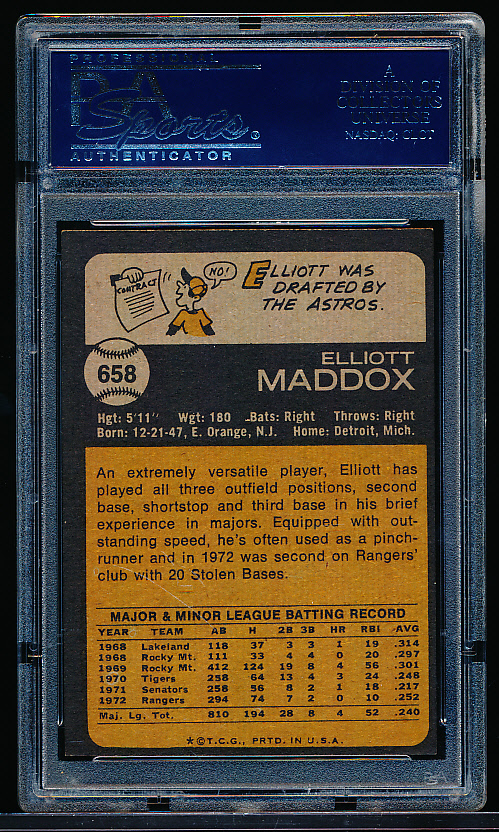 PROFESSIONAL
PSA
Sports
AUTHENTICATOR
A
DIVISION OF
COLLECTORS
UNIVERSE
NASDAQ: CLCT
CONTRACT
NO!
ELLIOTT WAS
DRAFTED BY
THE ASTROS.
658
ELLIOTT
MADDOX
Hgt: 5'11" Wgt: 180 Bats: Right Throws: Right
Born: 12-21-47, E. Orange, N.J. Home: Detroit, Mich.
An extremely versatile player, Elliott has
played all three outfield positions, second
base, shortstop and third base in his brief
experience in majors. Equipped with out-
standing speed, he's often used as a pinch-
runner and in 1972 was second on Rangers'
club with 20 Stolen Bases.
MAJOR & MINOR LEAGUE BATTING RECORD
YEAR TEAM AB H 2B 3B HR RBI AVG
1968 Lakeland 118 37 3 3 1 19 .314
1968 Rocky Mt. 111 33 4 4 0 20 .297
1969 Rocky Mt. 412 124 19 8 4 56 .301
1970 Tigers 258 64 13 4 3 24 .248
1971 Senators 258 56 8 2 1 18 .217
1972 Rangers 294 74 7 2 0 10 .252
Maj. Lg. Tot. 810 194 28 8 4 52 .240
★©T.C.G., PRTD. IN U.S.A.